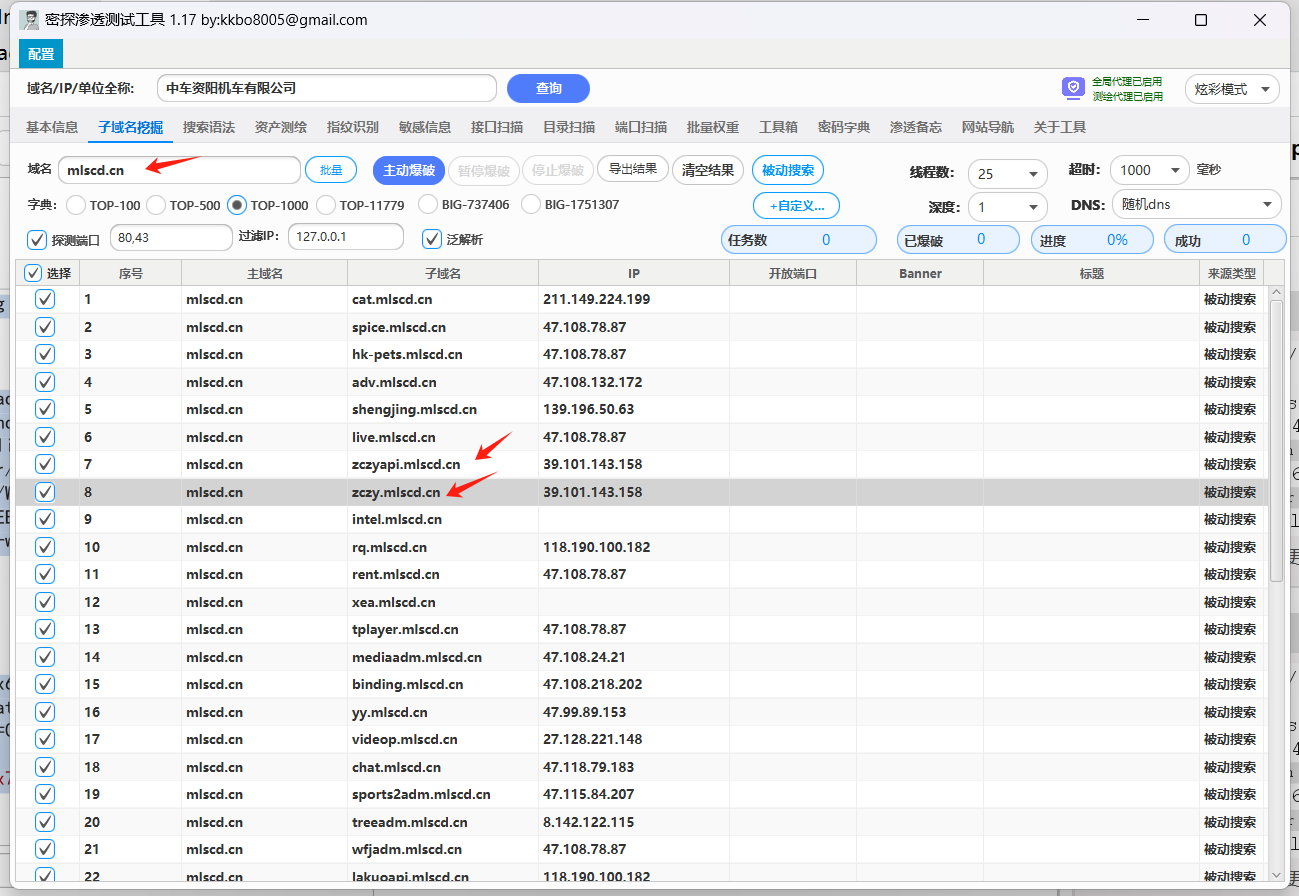 密探渗透测试工具 1.17 by:kkbo8005@gmail.com
配置
域名/IP/单位全称: 中车资阳机车有限公司 查询 全局代理已启用 炫彩模式
测绘代理已启用
基本信息 子域名挖掘 搜索语法 资产测绘 指纹识别 敏感信息 接口扫描 目录扫描 端口扫描 批量权重 工具箱 密码字典 渗透备忘 网站导航 关于工具
域名 mlscd.cn 批量 主动爆破 暂停爆破 停止爆破 导出结果 清空结果 被动搜索 线程数: 25 超时: 1000 毫秒
字典: TOP-100 TOP-500 TOP-1000 TOP-11779 BIG-737406 BIG-1751307 +自定义... 深度: 1 DNS: 随机dns
探测端口 80,43 过滤IP: 127.0.0.1 泛解析 任务数 0 已爆破 0 进度 0% 成功 0
选择 序号 主域名 子域名 IP 开放端口 Banner 标题 来源类型
1 mlscd.cn cat.mlscd.cn 211.149.224.199 被动搜索
2 mlscd.cn spice.mlscd.cn 47.108.78.87 被动搜索
3 mlscd.cn hk-pets.mlscd.cn 47.108.78.87 被动搜索
4 mlscd.cn adv.mlscd.cn 47.108.132.172 被动搜索
5 mlscd.cn shengjing.mlscd.cn 139.196.50.63 被动搜索
6 mlscd.cn live.mlscd.cn 47.108.78.87 被动搜索
7 mlscd.cn zczyapi.mlscd.cn 39.101.143.158 被动搜索
8 mlscd.cn zczy.mlscd.cn 39.101.143.158 被动搜索
9 mlscd.cn intel.mlscd.cn 被动搜索
10 mlscd.cn rq.mlscd.cn 118.190.100.182 被动搜索
11 mlscd.cn rent.mlscd.cn 47.108.78.87 被动搜索
12 mlscd.cn xea.mlscd.cn 被动搜索
13 mlscd.cn tplayer.mlscd.cn 47.108.78.87 被动搜索
14 mlscd.cn mediaadm.mlscd.cn 47.108.24.21 被动搜索
15 mlscd.cn binding.mlscd.cn 47.108.218.202 被动搜索
16 mlscd.cn yy.mlscd.cn 47.99.89.153 被动搜索
17 mlscd.cn videop.mlscd.cn 27.128.221.148 被动搜索
18 mlscd.cn chat.mlscd.cn 47.118.79.183 被动搜索
19 mlscd.cn sports2adm.mlscd.cn 47.115.84.207 被动搜索
20 mlscd.cn treeadm.mlscd.cn 8.142.122.115 被动搜索
21 mlscd.cn wfjadm.mlscd.cn 47.108.78.87 被动搜索
22 mlscd.cn lakuoapi.mlscd.cn 118.190.100.182 被动搜索